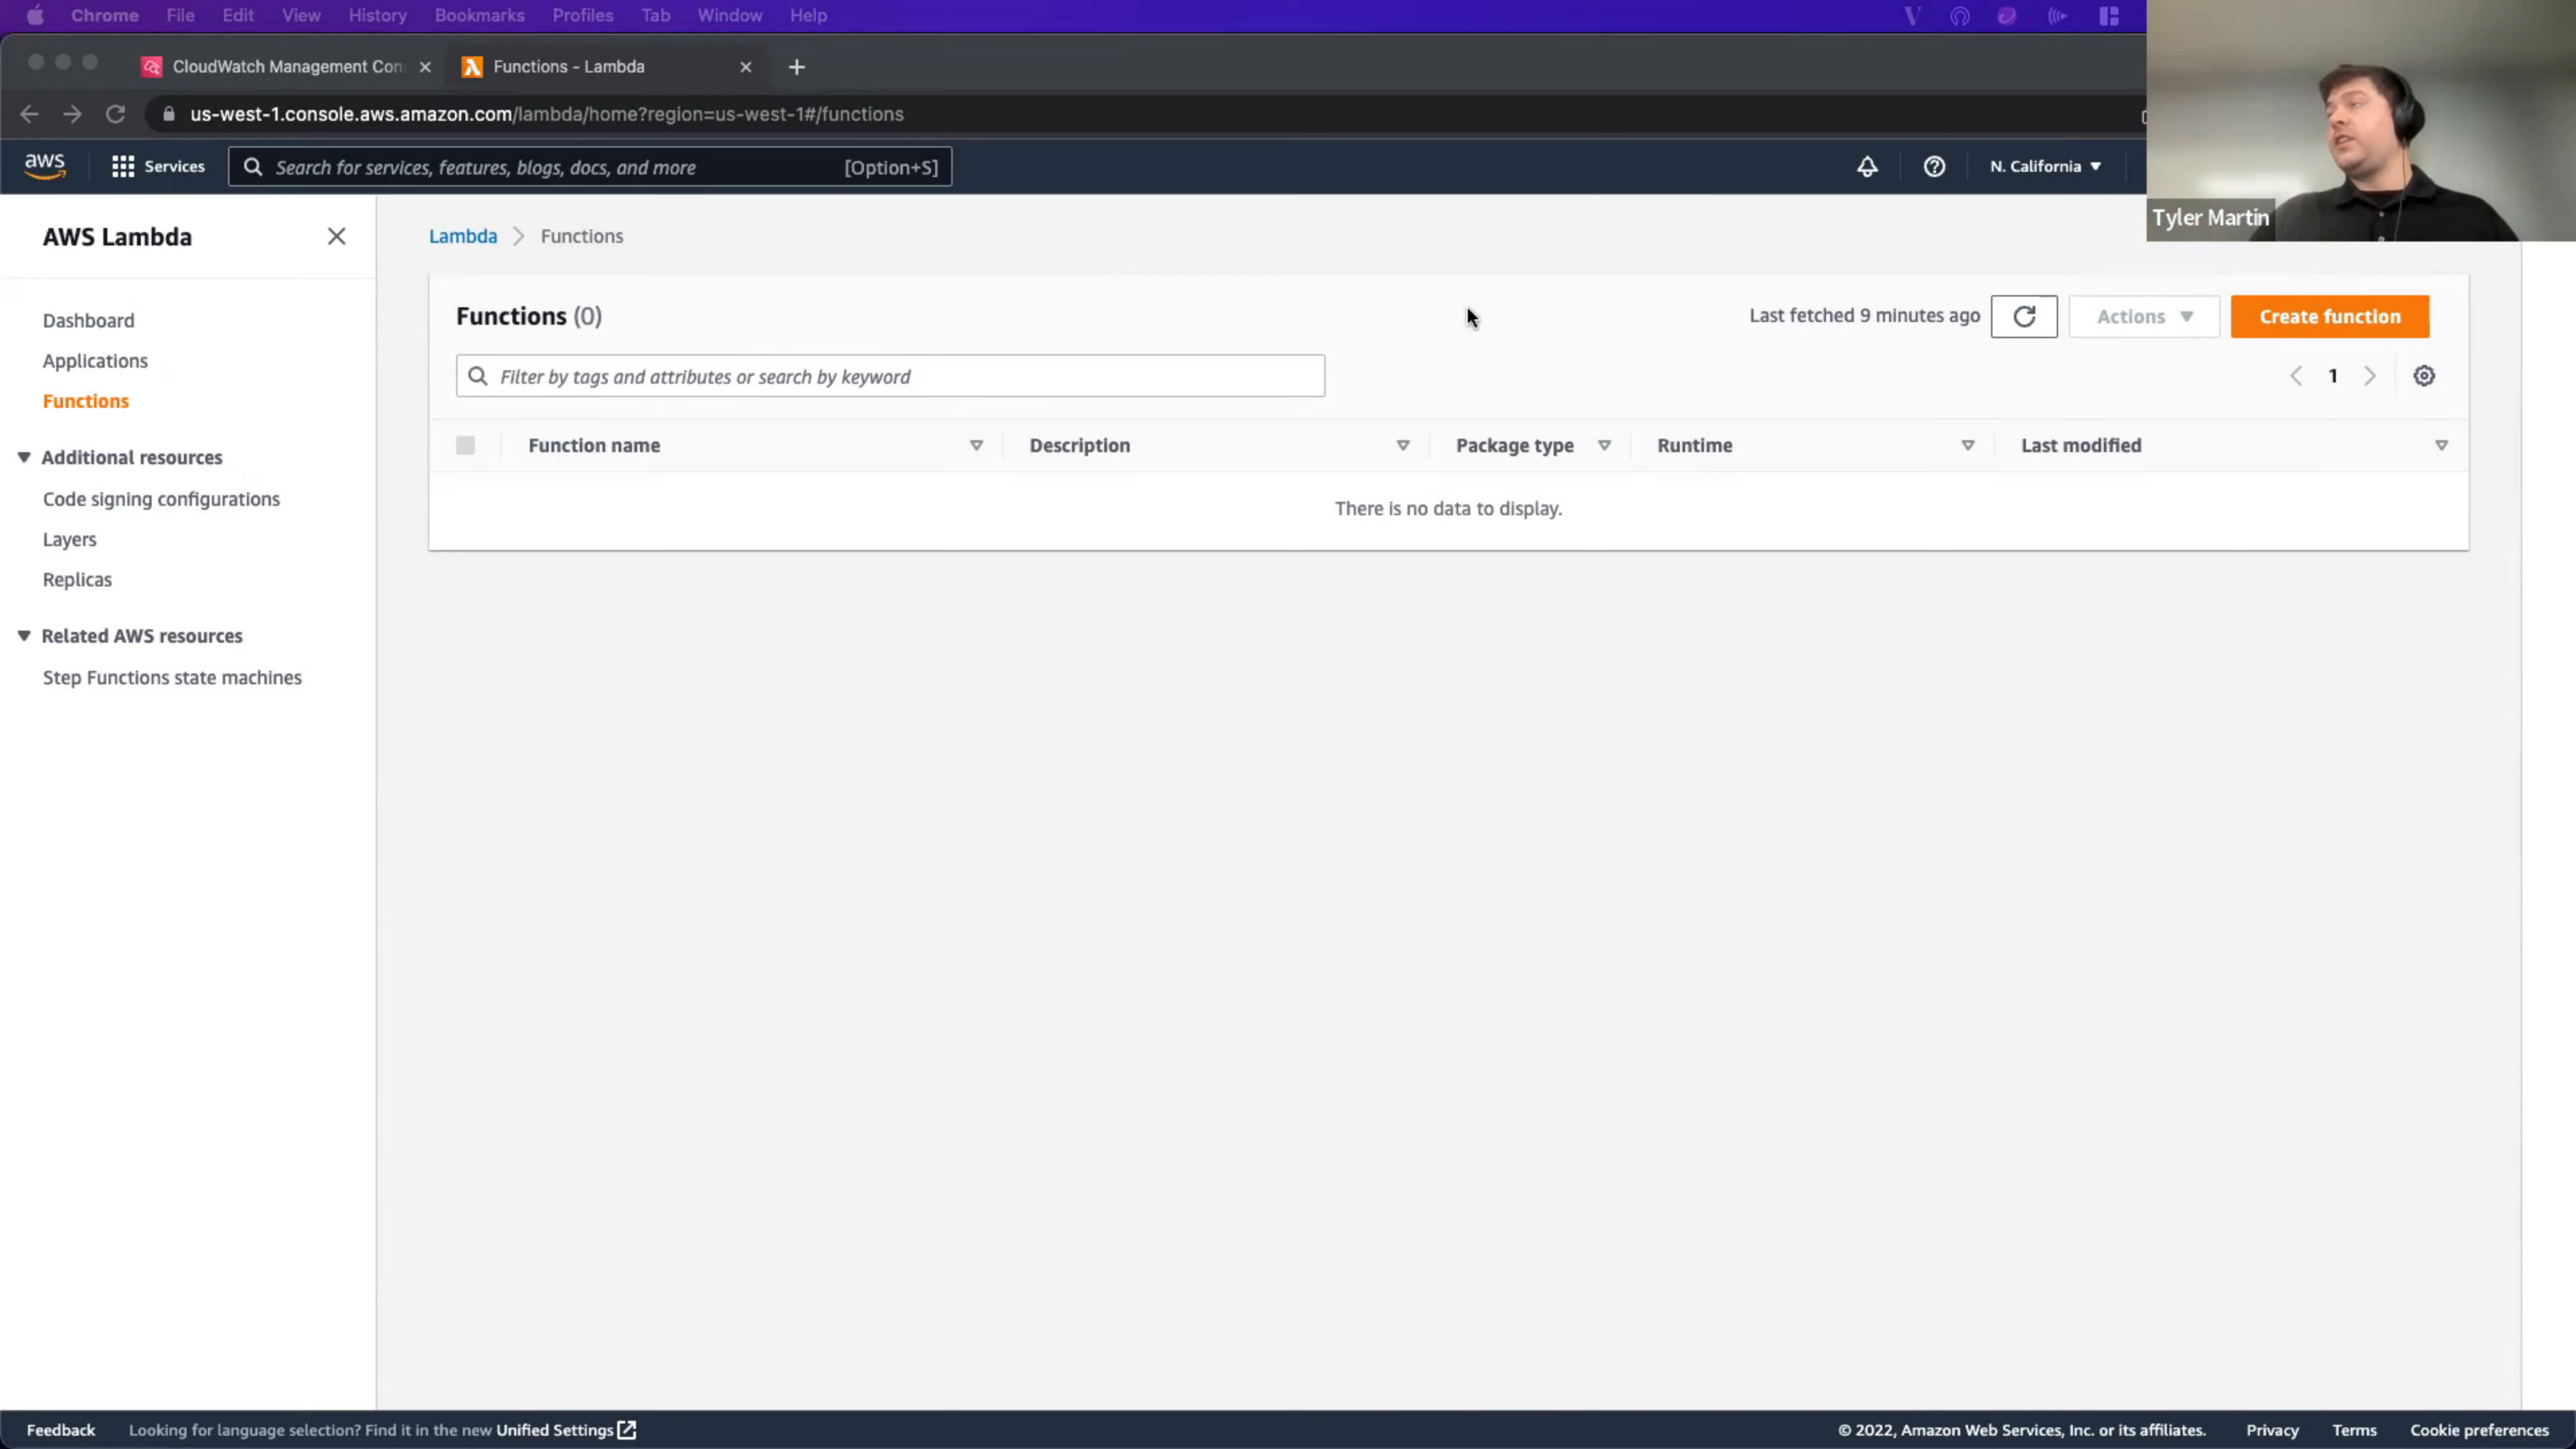 Chrome File Edit View History Bookmarks Profiles Tab Window Help
CloudWatch Management Con
Functions - Lambda
us-west-1.console.aws.amazon.com/lambda/home?region=us-west-1#/functions
aws
Services
Search for services, features, blogs, docs, and more [Option+S]
N. California
Tyler Martin
AWS Lambda
Dashboard
Applications
Functions
Additional resources
Code signing configurations
Layers
Replicas
Related AWS resources
Step Functions state machines
Lambda > Functions
Functions (0)
Last fetched 9 minutes ago
Actions
Create function
Filter by tags and attributes or search by keyword
1
Function name Description Package type Runtime Last modified
There is no data to display.
Feedback Looking for language selection? Find it in the new Unified Settings
© 2022, Amazon Web Services, Inc. or its affiliates. Privacy Terms Cookie preferences